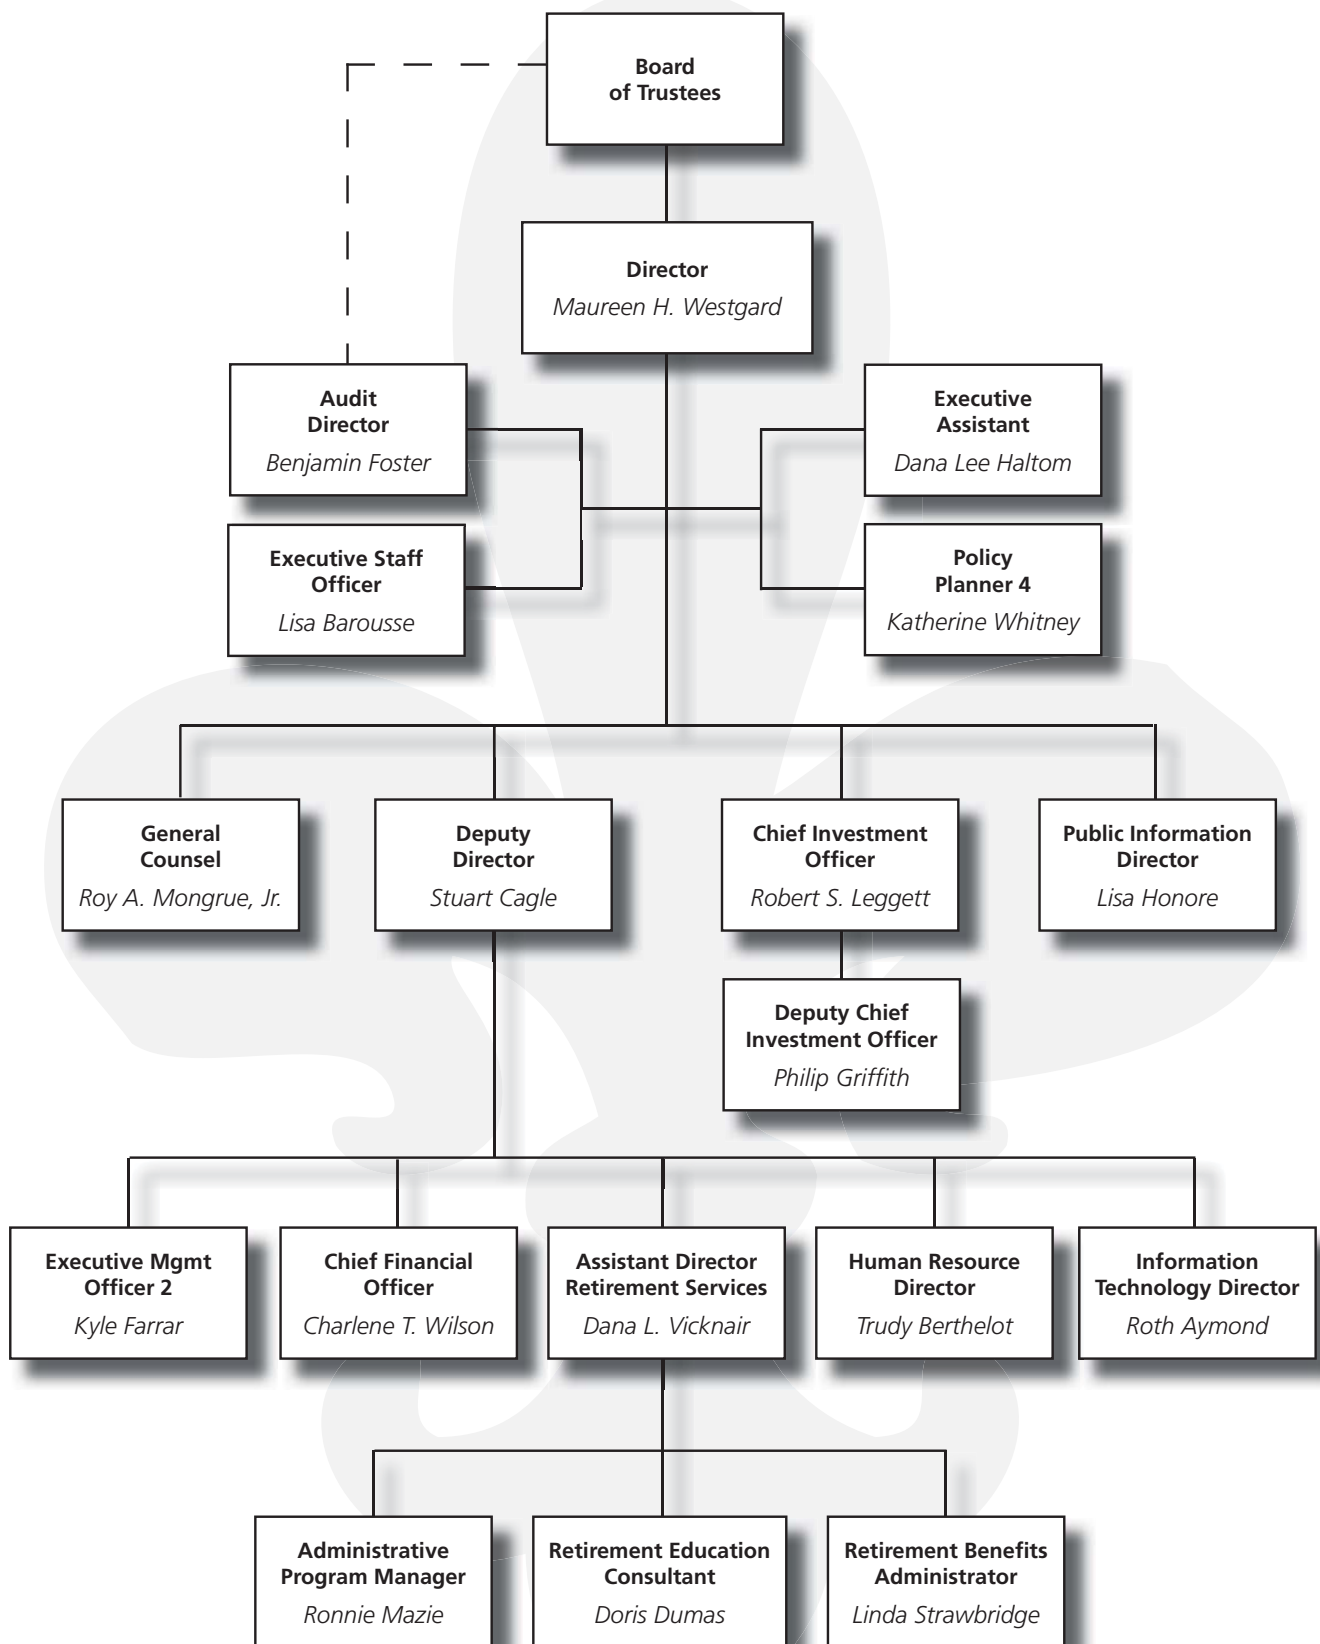 Board
of Trustees
Director
Maureen H. Westgard
Audit
Director
Benjamin Foster
Executive
Assistant
Dana Lee Haltom
Executive Staff
Officer
Lisa Barousse
Policy
Planner 4
Katherine Whitney
General
Counsel
Roy A. Mongrue, Jr.
Deputy
Director
Stuart Cagle
Chief Investment
Officer
Robert S. Leggett
Public Information
Director
Lisa Honore
Deputy Chief
Investment Officer
Philip Griffith
Executive Mgmt
Officer 2
Kyle Farrar
Chief Financial
Officer
Charlene T. Wilson
Assistant Director
Retirement Services
Dana L. Vicknair
Human Resource
Director
Trudy Berthelot
Information
Technology Director
Roth Aymond
Administrative
Program Manager
Ronnie Mazie
Retirement Education
Consultant
Doris Dumas
Retirement Benefits
Administrator
Linda Strawbridge